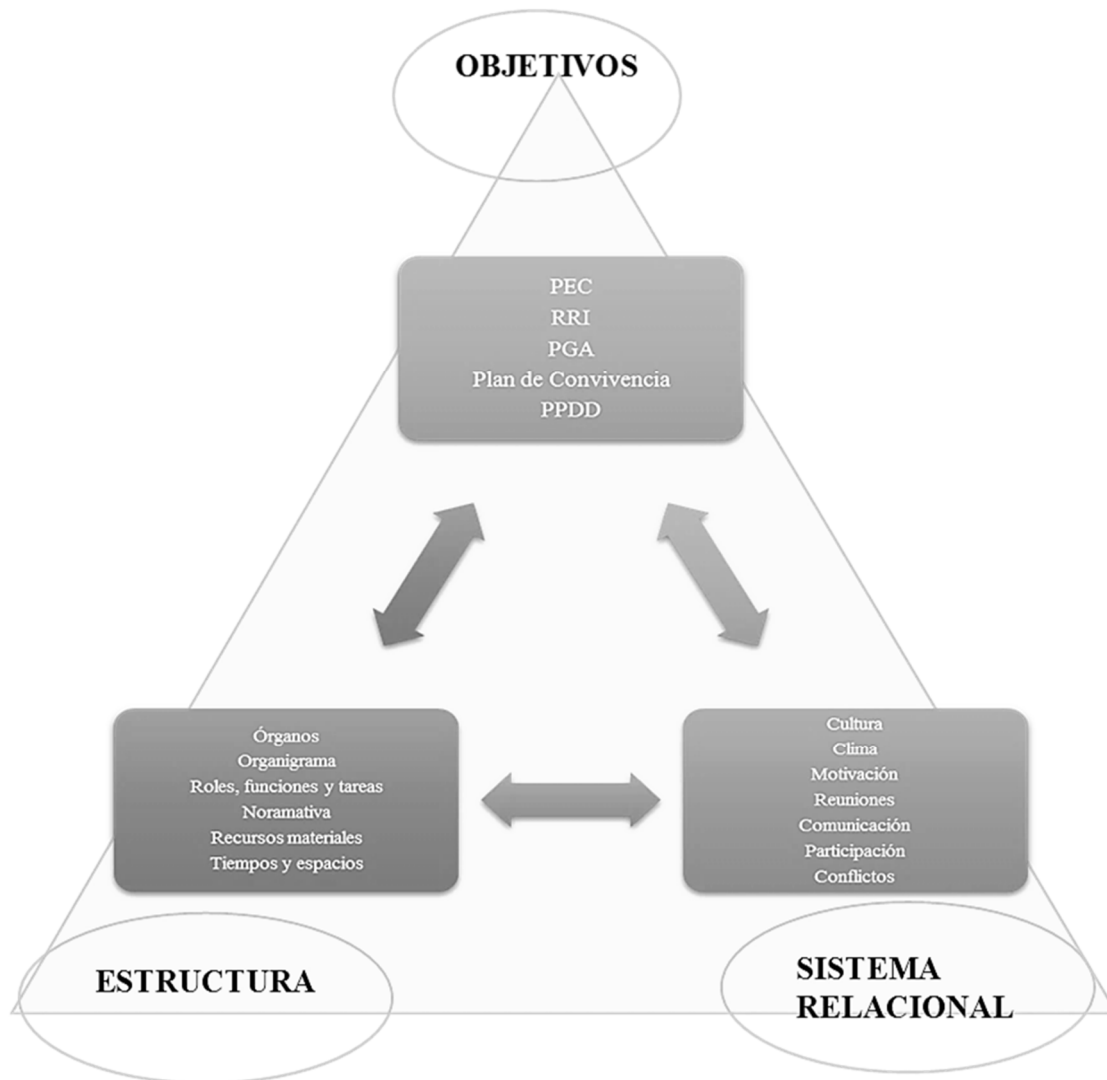 OBJETIVOS
PEC
RRI
PGA
Plan de Convivencia
PPDD
Órganos
Organigrama
Roles, funciones y tareas
Noramativa
Recursos materiales
Tiempos y espacios
Cultura
Clima
Motivación
Reuniones
Comunicación
Participación
Conflictos
ESTRUCTURA
SISTEMA
RELACIONAL